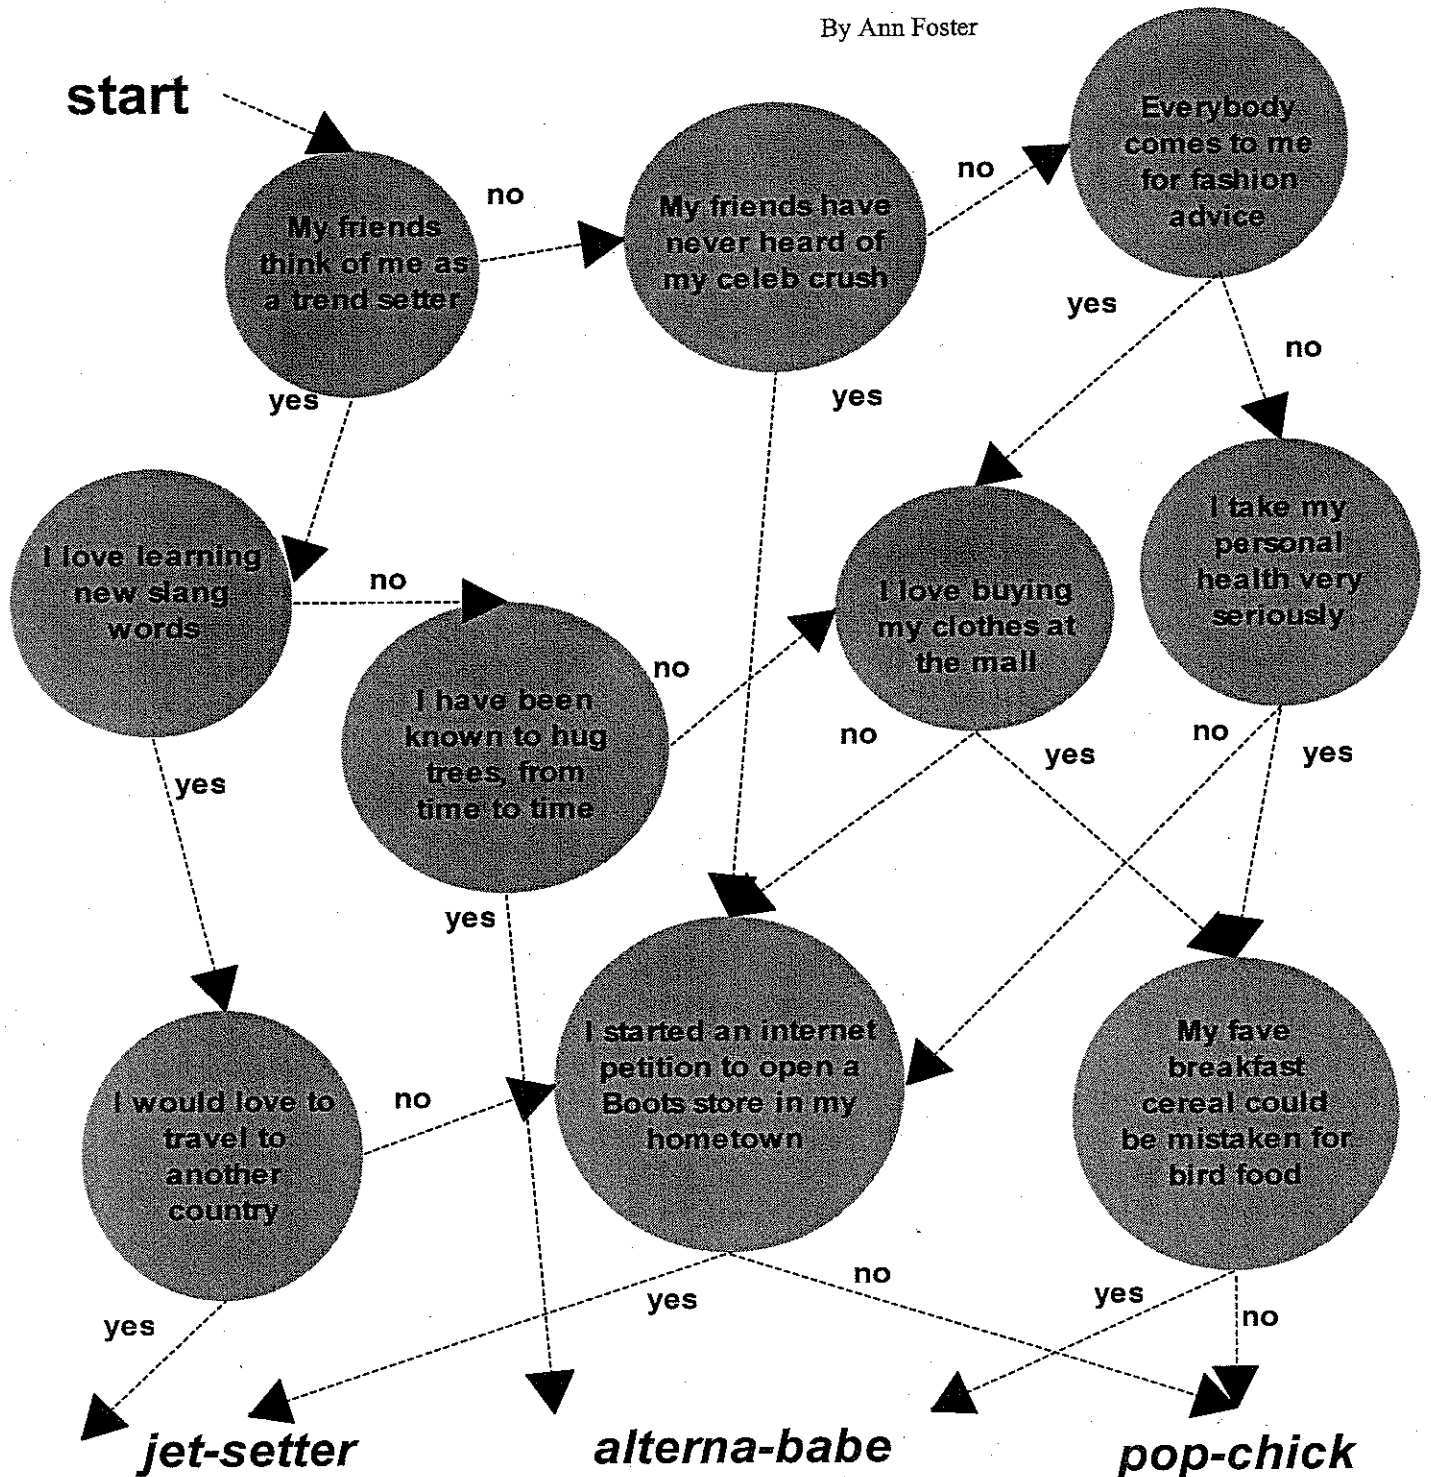 By Ann Foster
start
Everybody
comes to me
for fashion
advice
no
no
My friends have
never heard of
my celeb crush
My friends
think of me as
a trend setter
yes
no
yes
yes
I love learning
new slang
words
no
I love buying
my clothes at
the mall
I take my
personal
health very
seriously
no
I have been
known to hug
trees, from
time to time
no
yes
no
yes
yes
yes
I started an internet
petition to open a
Boots store in my
hometown
My fave
breakfast
cereal could
be mistaken for
bird food
I would love to
travel to
another
country
no
yes
yes
no
yes
no
jet-setter
alterna-babe
pop-chick